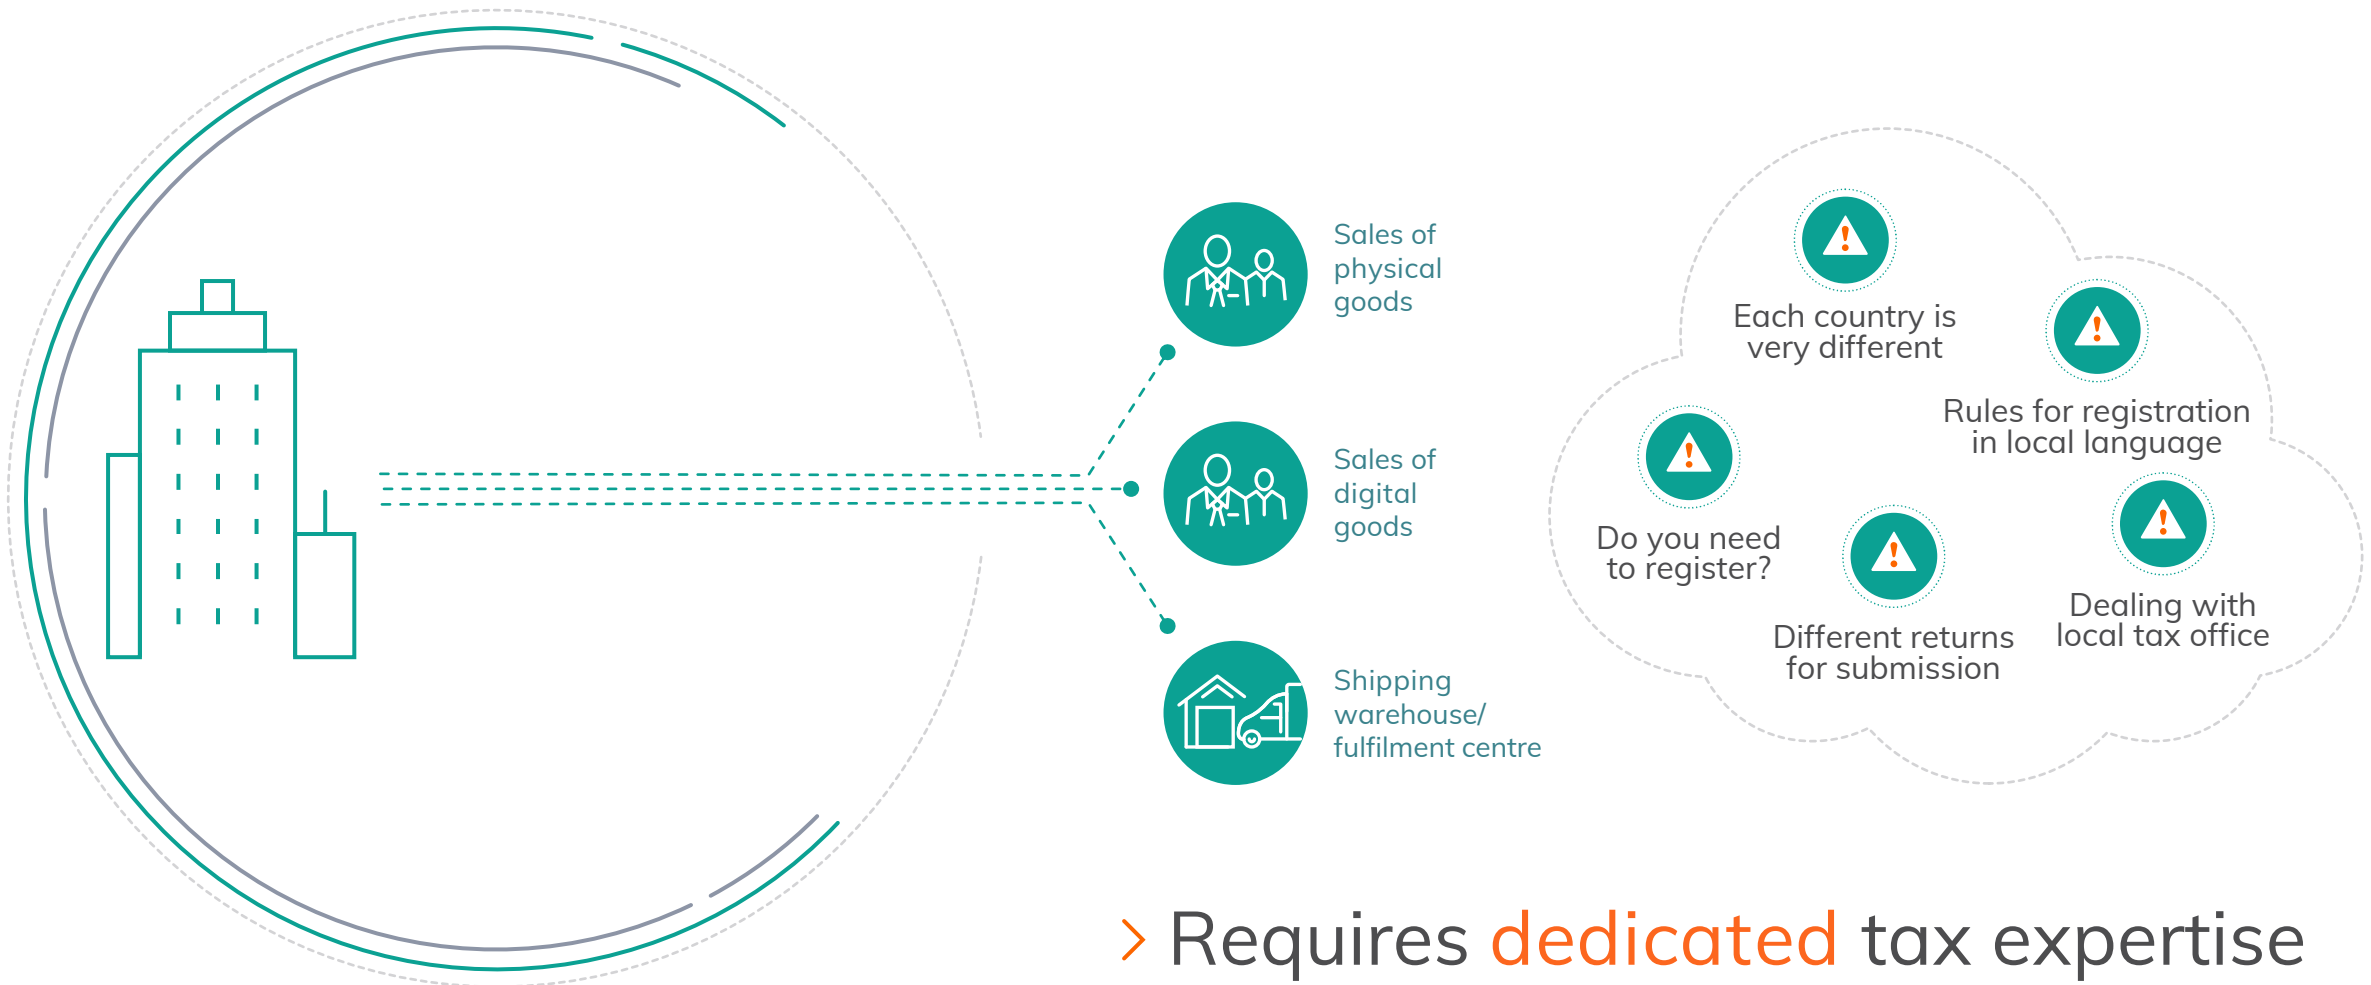 Sales of
physical
goods
Sales of
digital
goods
Shipping
warehouse/
fulfilment centre
Each country is
very different
Rules for registration
in local language
Do you need
to register?
Different returns
for submission
Dealing with
local tax office
Requires dedicated tax expertise